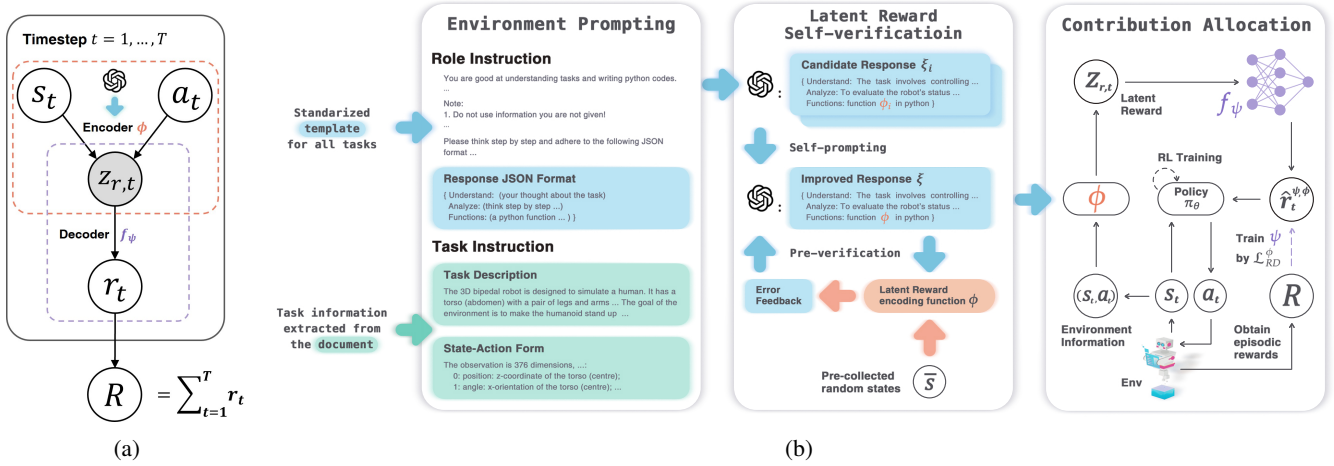 Timestep t = 1, ..., T
s_t
a_t
Encoder ϕ
z_{r,t}
Decoder f_ψ
r_t
R = ∑_{t=1}^{T} r_t
(a)
Standarized
template
for all tasks
Task information
extracted from
the document
Environment Prompting
Role Instruction
You are good at understanding tasks and writing python codes.
...
Note:
1. Do not use information you are not given!
...
Please think step by step and adhere to the following JSON
format ...
Response JSON Format
{ Understand: (your thought about the task)
Analyze: (think step by step ...)
Functions: (a python function ... ) }
Task Instruction
Task Description
The 3D bipedal robot is designed to simulate a human. It has a
torso (abdomen) with a pair of legs and arms ... The goal of the
environment is to make the humanoid stand up ...
State-Action Form
The observation is 376 dimensions, ...:
0: position: z-coordinate of the torso (centre);
1: angle: x-orientation of the torso (centre); ...
Latent Reward
Self-verificatioin
:
Candidate Response ξ_i
{ Understand: The task involves controlling ...
Analyze: To evaluate the robot's status ...
Functions: function ϕ_i in python }
Self-prompting
:
Improved Response ξ
{ Understand: The task involves controlling ...
Analyze: To evaluate the robot's status ...
Functions: function ϕ in python }
Pre-verification
Error
Feedback
Latent Reward
encoding function ϕ
Pre-collected
random states
s̅
Contribution Allocation
z_{r,t}
Latent
Reward
f_ψ
RL Training
ϕ
Policy
π_θ
r̂_t^{ψ,ϕ}
Train ψ
by ℒ_{RD}^ϕ
(s_t, a_t)
s_t
a_t
R
Environment
Information
Obtain
episodic
rewards
Env
(b)